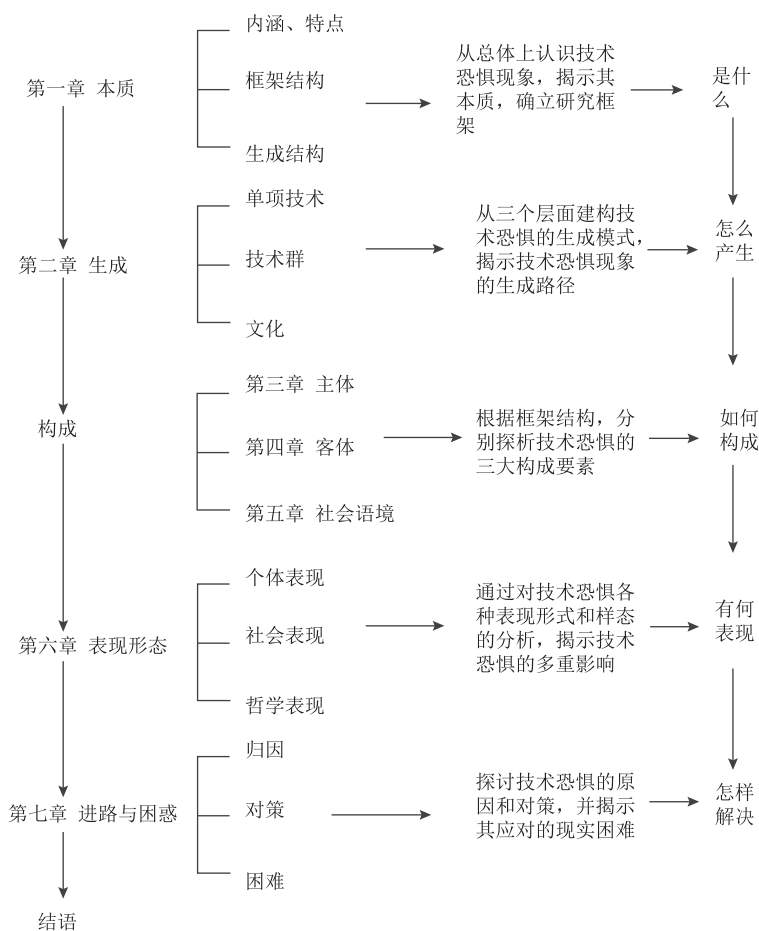 第一章 本质
内涵、特点
框架结构
生成结构
从总体上认识技术
恐惧现象，揭示其
本质，确立研究框
架
是什
么
第二章 生成
单项技术
技术群
文化
从三个层面建构技
术恐惧的生成模式，
揭示技术恐惧现象
的生成路径
怎么
产生
构成
第三章 主体
第四章 客体
第五章 社会语境
根据框架结构，分
别探析技术恐惧的
三大构成要素
如何
构成
第六章 表现形态
个体表现
社会表现
哲学表现
通过对技术恐惧各
种表现形式和样态
的分析，揭示技术
恐惧的多重影响
有何
表现
第七章 进路与困惑
归因
对策
困难
探讨技术恐惧的原
因和对策，并揭示
其应对的现实困难
怎样
解决
结语